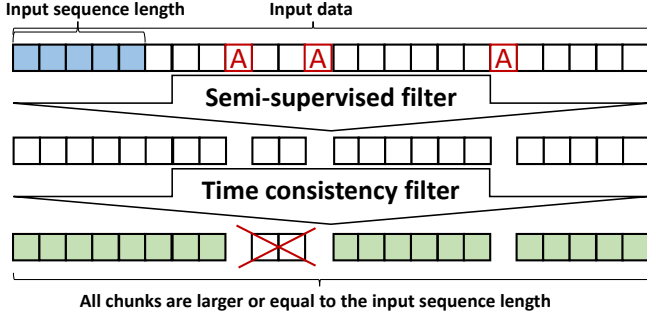 Input sequence length
Input data
A A A
Semi-supervised filter
Time consistency filter
All chunks are larger or equal to the input sequence length